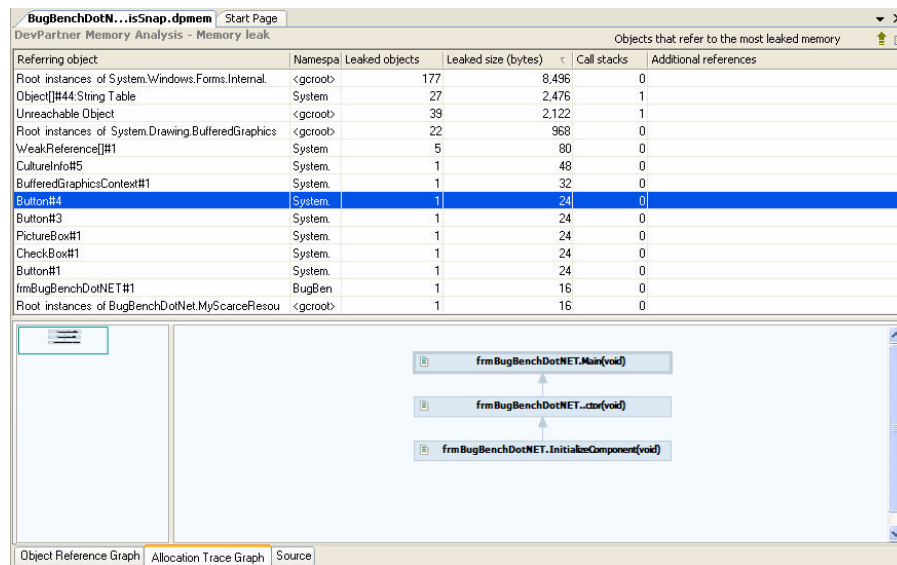 BugBenchDotN...isSnap.dpmem Start Page
DevPartner Memory Analysis - Memory leak
Objects that refer to the most leaked memory
Referring object Namespa Leaked objects Leaked size (bytes) Call stacks Additional references
Root instances of System.Windows.Forms.Internal. <gcroot> 177 8,496 0
Object[]#44:String Table System 27 2,476 1
Unreachable Object <gcroot> 39 2,122 1
Root instances of System.Drawing.BufferedGraphics <gcroot> 22 968 0
WeakReference[]#1 System 5 80 0
CultureInfo#5 System. 1 48 0
BufferedGraphicsContext#1 System. 1 32 0
Button#4 System. 1 24 0
Button#3 System. 1 24 0
PictureBox#1 System. 1 24 0
CheckBox#1 System. 1 24 0
Button#1 System. 1 24 0
frmBugBenchDotNET#1 BugBen 1 16 0
Root instances of BugBenchDotNet.MyScarceResou <gcroot> 1 16 0
frmBugBenchDotNET.Main(void)
frmBugBenchDotNET..ctor(void)
frmBugBenchDotNET.InitializeComponent(void)
Object Reference Graph Allocation Trace Graph Source